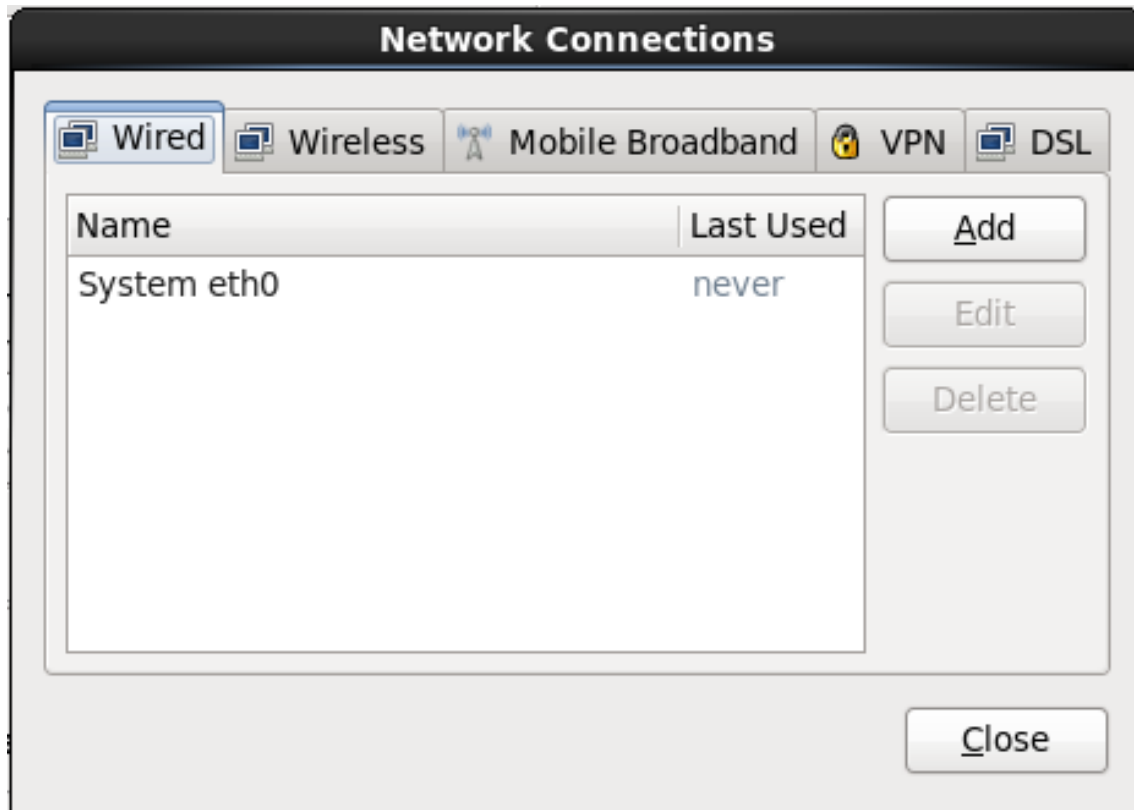 Network Connections
Wired Wireless Mobile Broadband VPN DSL
Name Last Used Add
System eth0 never
Edit
Delete
Close